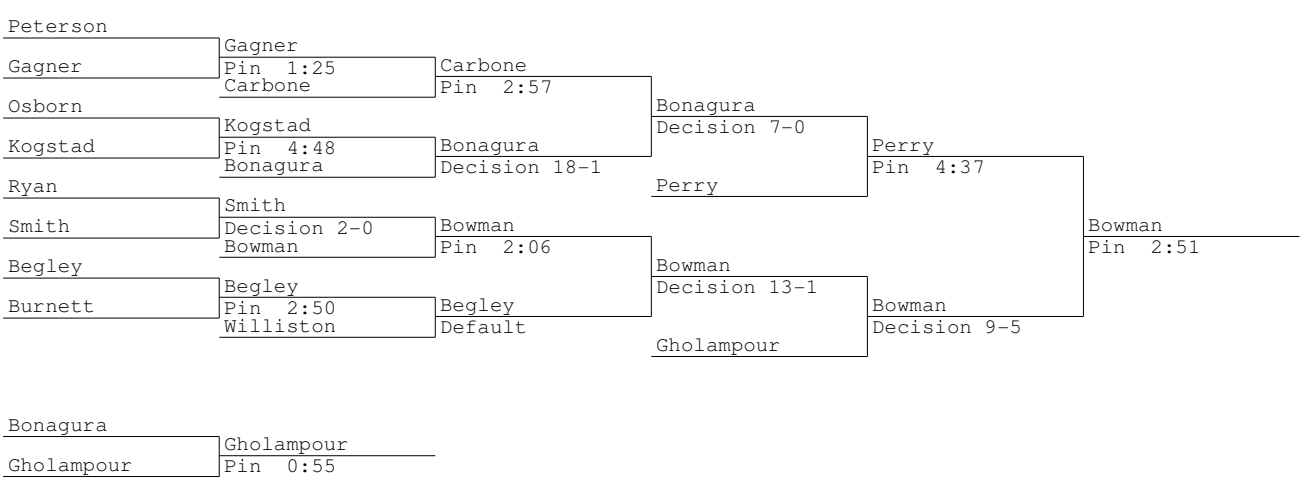 Peterson
Gagner
Gagner
Pin 1:25
Carbone
Carbone
Pin 2:57
Osborn
Bonagura
Kogstad
Decision 7-0
Kogstad
Pin 4:48
Bonagura
Perry
Bonagura
Decision 18-1
Pin 4:37
Ryan
Perry
Smith
Smith
Decision 2-0
Bowman
Bowman
Bowman
Pin 2:06
Pin 2:51
Begley
Bowman
Begley
Decision 13-1
Burnett
Pin 2:50
Begley
Bowman
Williston
Default
Decision 9-5
Gholampour
Bonagura
Gholampour
Gholampour
Pin 0:55